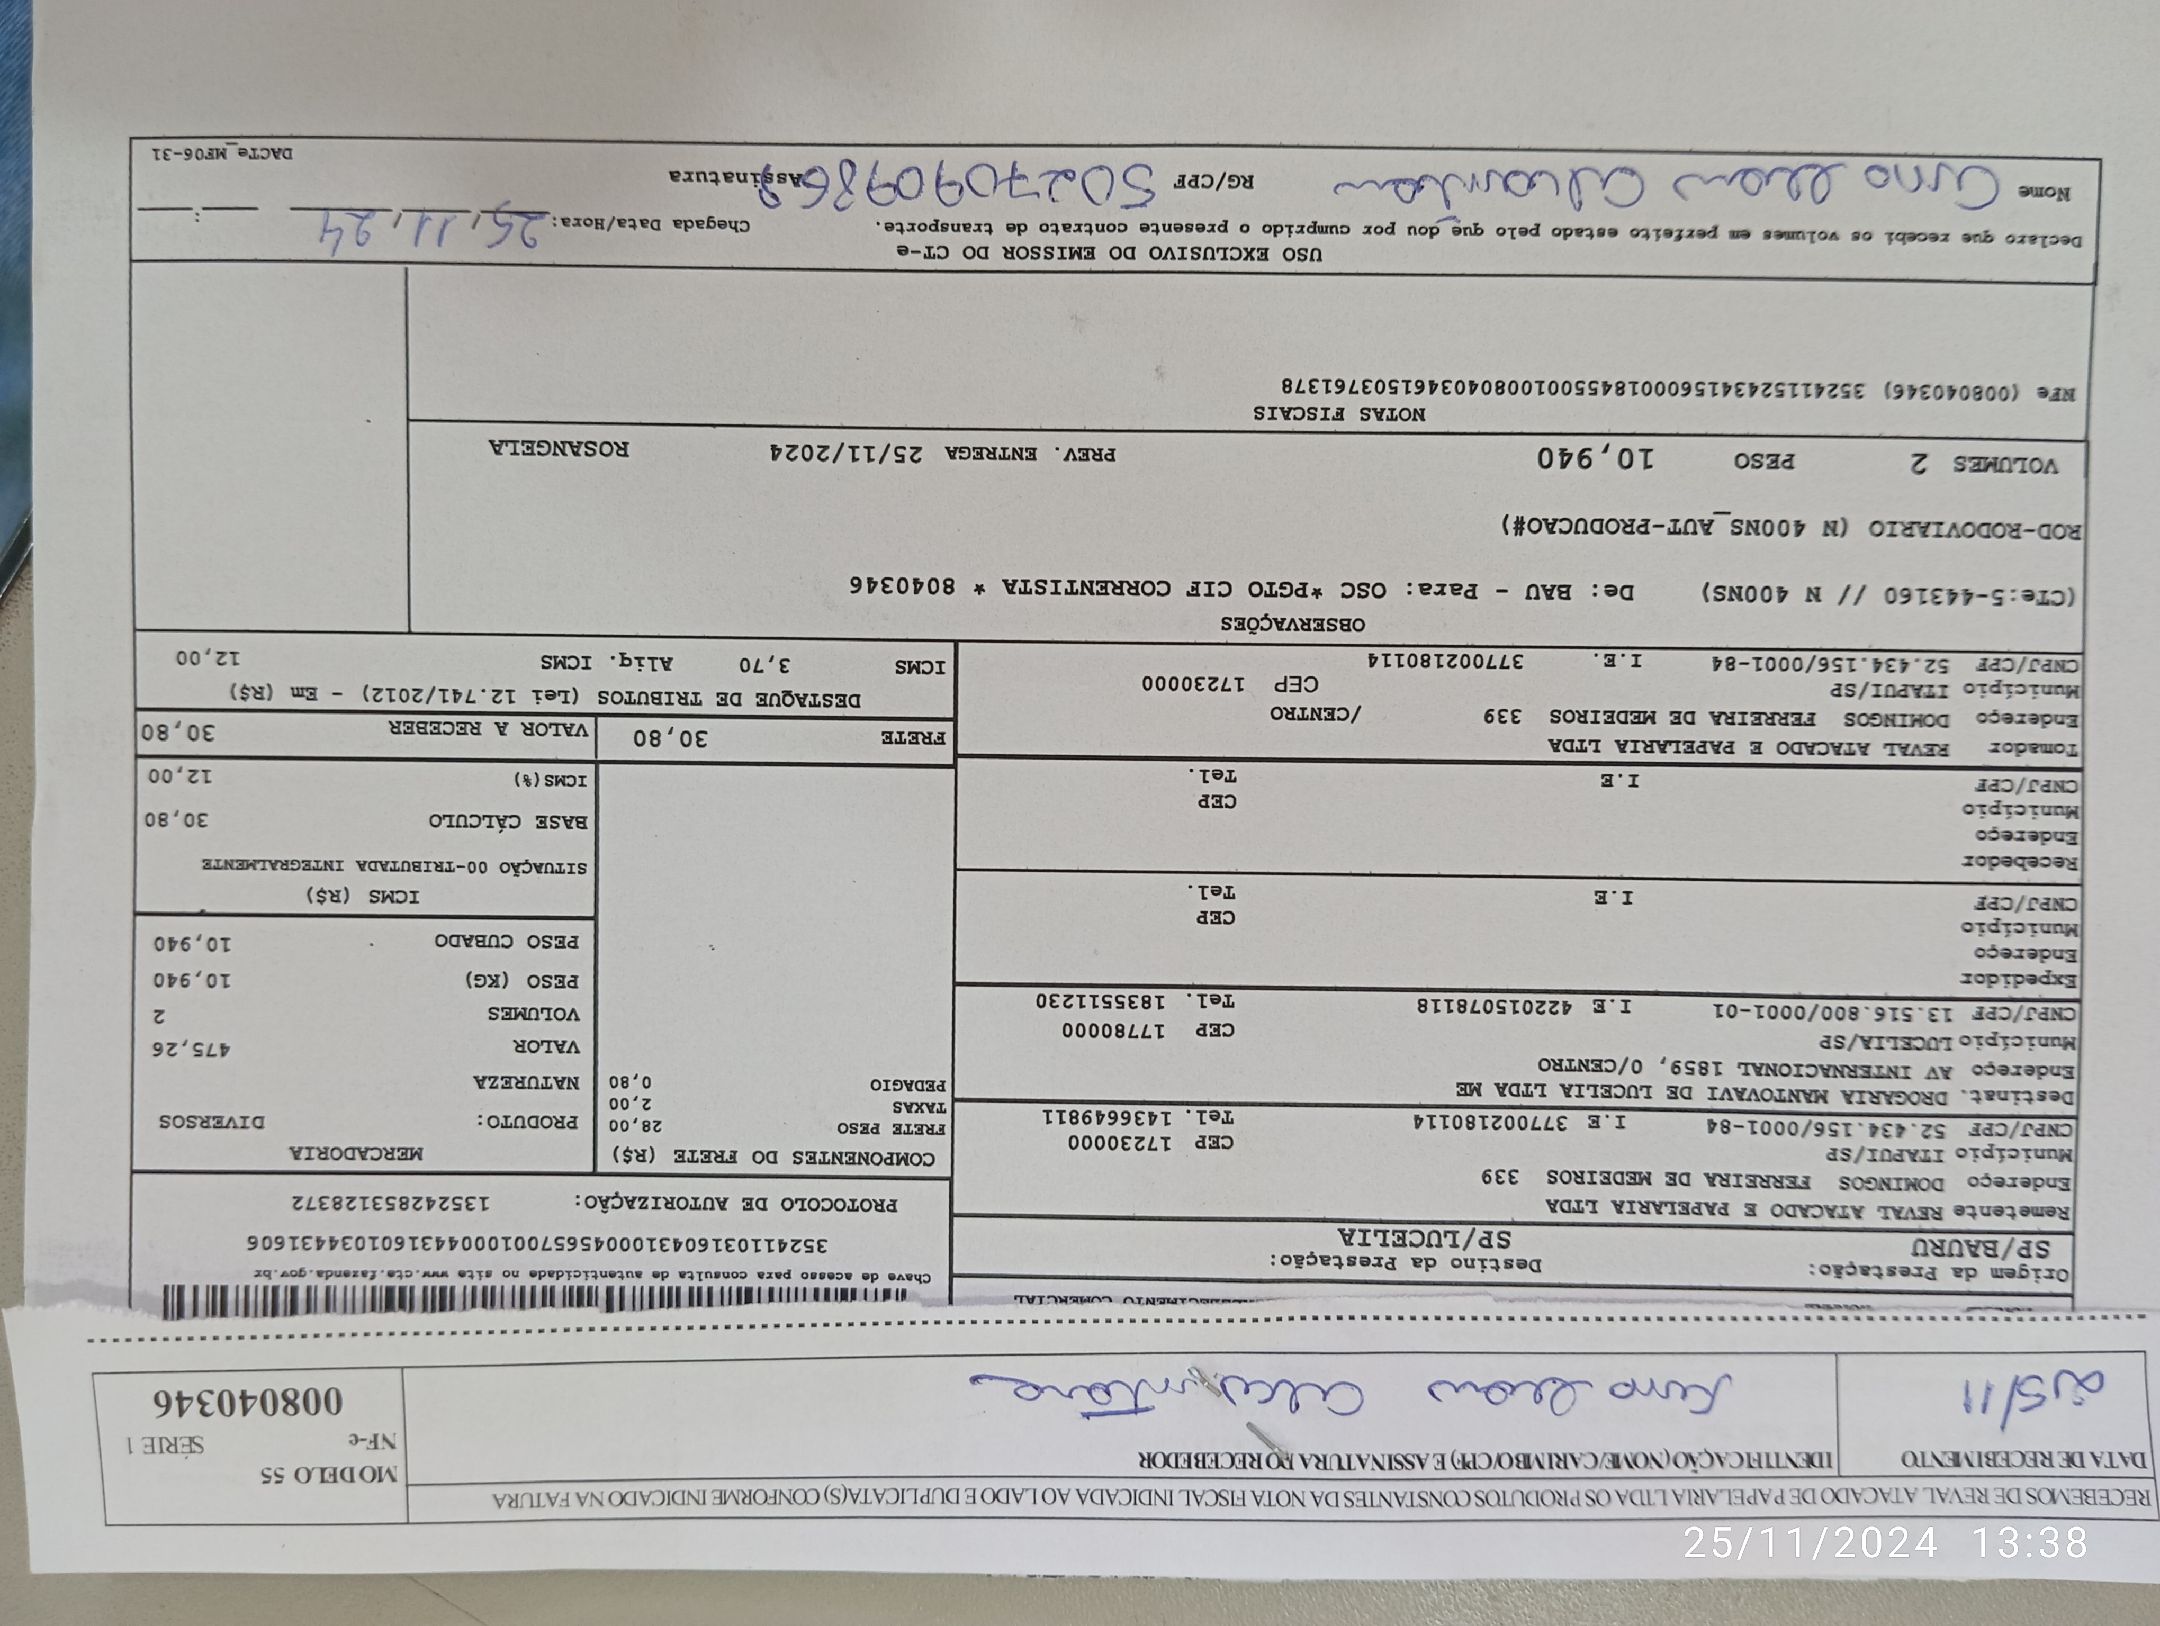 25/11/2024 13:38
RECEBEMOS DE REVAL ATACADO DE PAPELARIA LTDA OS PRODUTOS CONSTANTES DA NOTA FISCAL INDICADA AO LADO E DUPLICATA(S) CONFORME INDICADO NA FATURA
DATA DE RECEBIMENTO
25/11
IDENTIFICAÇÃO (NOME/CARIMBO/CPF) E ASSINATURA DO RECEBEDOR
MODELO 55
NF-e SÉRIE 1
008040346
Chave de acesso para consulta de autenticidade no site www.cte.fazenda.gov.br
35241103160431000456570010004431601034431606
PROTOCOLO DE AUTORIZAÇÃO: 135242853128372
Origem da Prestação: Destino da Prestação:
SP/BAURU SP/LUCELIA
Remetente REVAL ATACADO E PAPELARIA LTDA
Endereço DOMINGOS FERREIRA DE MEDEIROS 339
Município ITAPUI/SP CEP 17230000
CNPJ/CPF 52.434.156/0001-84 I.E 377002180114 Tel. 1436649811
Destinat. DROGARIA MANTOVAVI DE LUCELIA LTDA ME
Endereço AV INTERNACIONAL 1859, 0/CENTRO
Município LUCELIA/SP CEP 17780000
CNPJ/CPF 13.516.800/0001-01 I.E 422015078118 Tel. 1835511230
Expedidor
Endereço
Município CEP
CNPJ/CPF I.E Tel.
Recebedor
Endereço
Município CEP
CNPJ/CPF I.E Tel.
Tomador REVAL ATACADO E PAPELARIA LTDA
Endereço DOMINGOS FERREIRA DE MEDEIROS 339 /CENTRO
Município ITAPUI/SP CEP 17230000
CNPJ/CPF 52.434.156/0001-84 I.E. 377002180114
COMPONENTES DO FRETE (R$)
FRETE PESO 28,00
TAXAS 2,00
PEDAGIO 0,80
MERCADORIA
PRODUTO: DIVERSOS
NATUREZA
VALOR 475,26
VOLUMES 2
PESO (KG) 10,940
PESO CUBADO 10,940
ICMS (R$)
SITUAÇÃO 00-TRIBUTADA INTEGRALMENTE
BASE CÁLCULO 30,80
ICMS(%) 12,00
FRETE 30,80 VALOR A RECEBER 30,80
DESTAQUE DE TRIBUTOS (Lei 12.741/2012) - Em (R$)
ICMS 3,70 Aliq. ICMS 12,00
OBSERVAÇÕES
(CTe:5-443160 // N 400NS) De: BAU - Para: OSC *PGTO CIF CORRENTISTA * 8040346
ROD-RODOVIARIO (N 400NS_AUT-PRODUCAO#)
VOLUMES 2 PESO 10,940 PREV. ENTREGA 25/11/2024 ROSANGELA
NOTAS FISCAIS
NFe (008040346) 35241152434156000184550010080403461503761378
USO EXCLUSIVO DO EMISSOR DO CT-e
Declaro que recebi os volumes em perfeito estado pelo que dou por cumprido o presente contrato de transporte. Chegada Data/Hora: 25,11,24
Nome RG/CPF 50270909869 Assinatura
DACTe_MF06-31